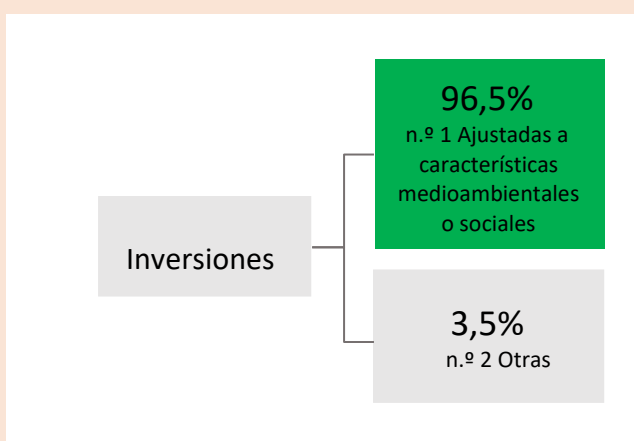 96,5%
n.º 1 Ajustadas a
características
medioambientales
o sociales
Inversiones
3,5%
n.º 2 Otras